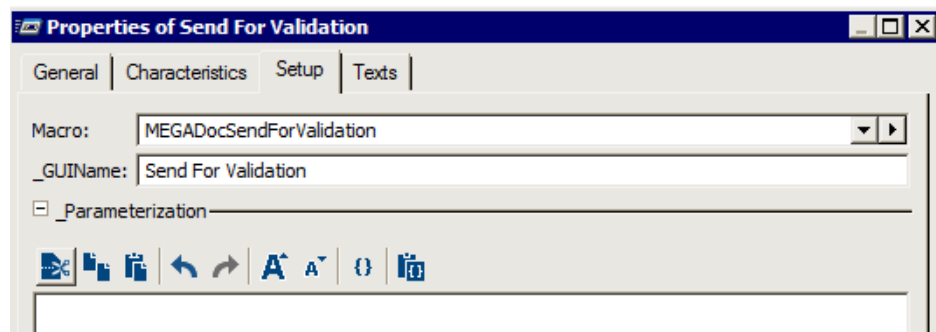 Properties of Send For Validation
General Characteristics Setup Texts
Macro: MEGADocSendForValidation
_GUIName: Send For Validation
_Parameterization
A A {}